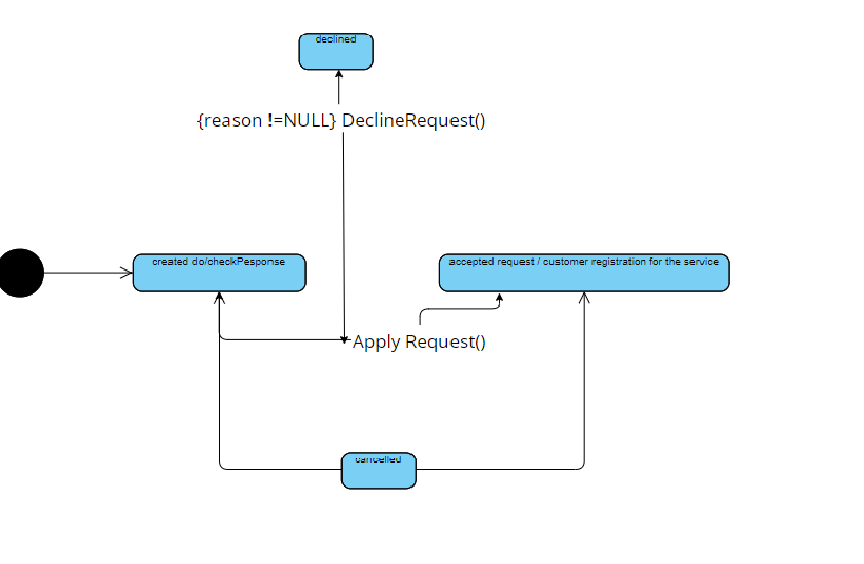 declined
{reason !=NULL} DeclineRequest()
created do/checkPesponse
accepted request / customer registration for the service
Apply Request()
cancelled